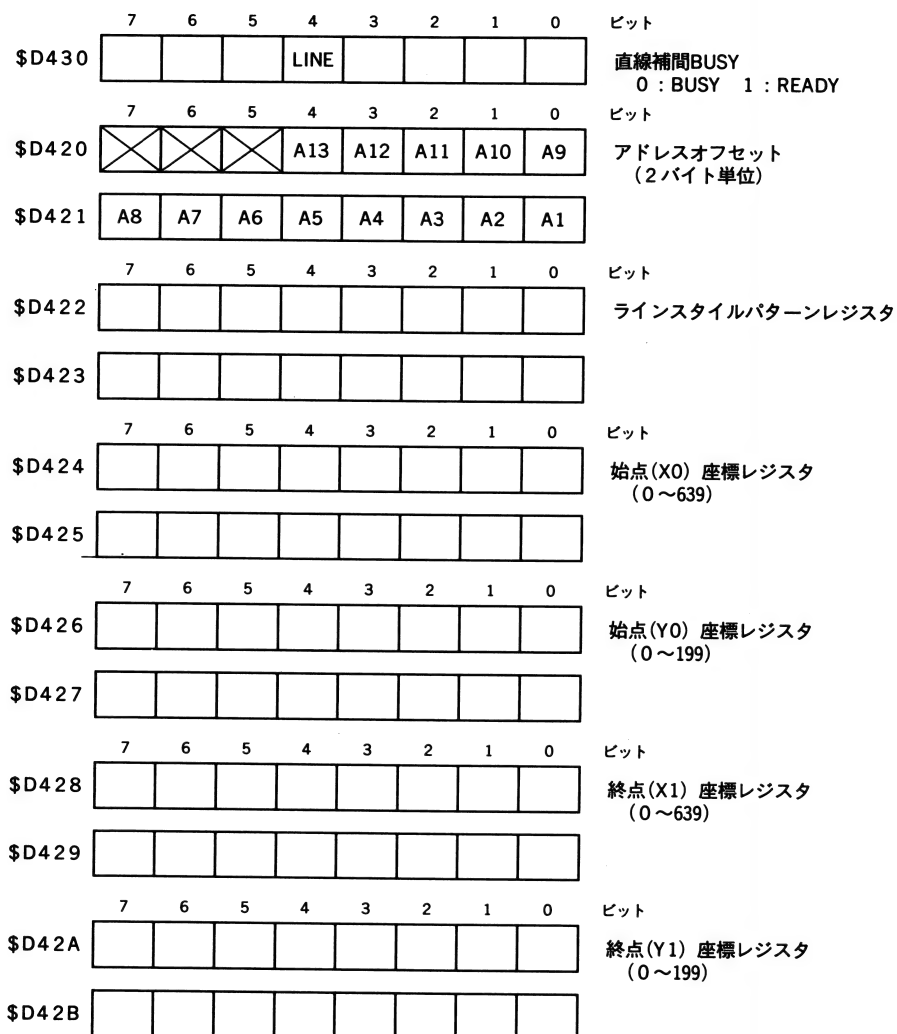 7 6 5 4 3 2 1 0 ビット
$D430 LINE 直線補間BUSY
0：BUSY 1：READY
7 6 5 4 3 2 1 0 ビット
$D420 A13 A12 A11 A10 A9 アドレスオフセット
（2バイト単位）
$D421 A8 A7 A6 A5 A4 A3 A2 A1
7 6 5 4 3 2 1 0 ビット
$D422 ラインスタイルパターンレジスタ
$D423
7 6 5 4 3 2 1 0 ビット
$D424 始点(X0) 座標レジスタ
（0～639）
$D425
7 6 5 4 3 2 1 0 ビット
$D426 始点(Y0) 座標レジスタ
（0～199）
$D427
7 6 5 4 3 2 1 0 ビット
$D428 終点(X1) 座標レジスタ
（0～639）
$D429
7 6 5 4 3 2 1 0 ビット
$D42A 終点(Y1) 座標レジスタ
（0～199）
$D42B